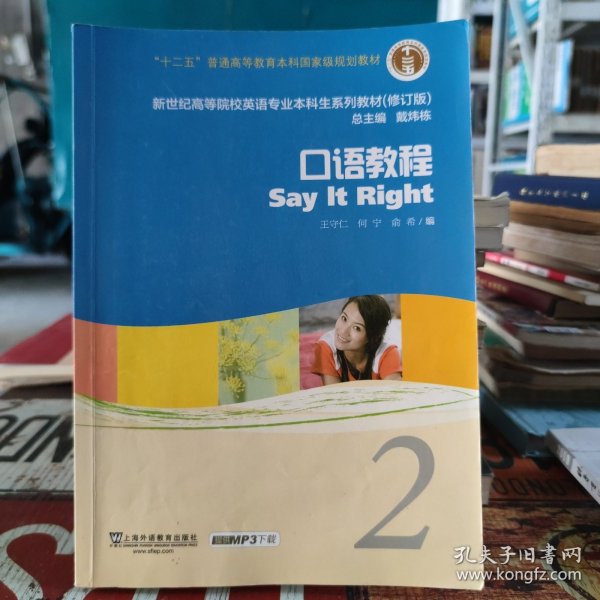 “十二五”普通高等教育本科国家级规划教材
新世纪高等院校英语专业本科生系列教材(修订版)
总主编 戴炜栋
口语教程
Say It Right
王守仁 何宁 俞希/编
2
上海外语教育出版社
www.sflep.com
提供MP3下载
孔夫子旧书网
www.kongfz.com